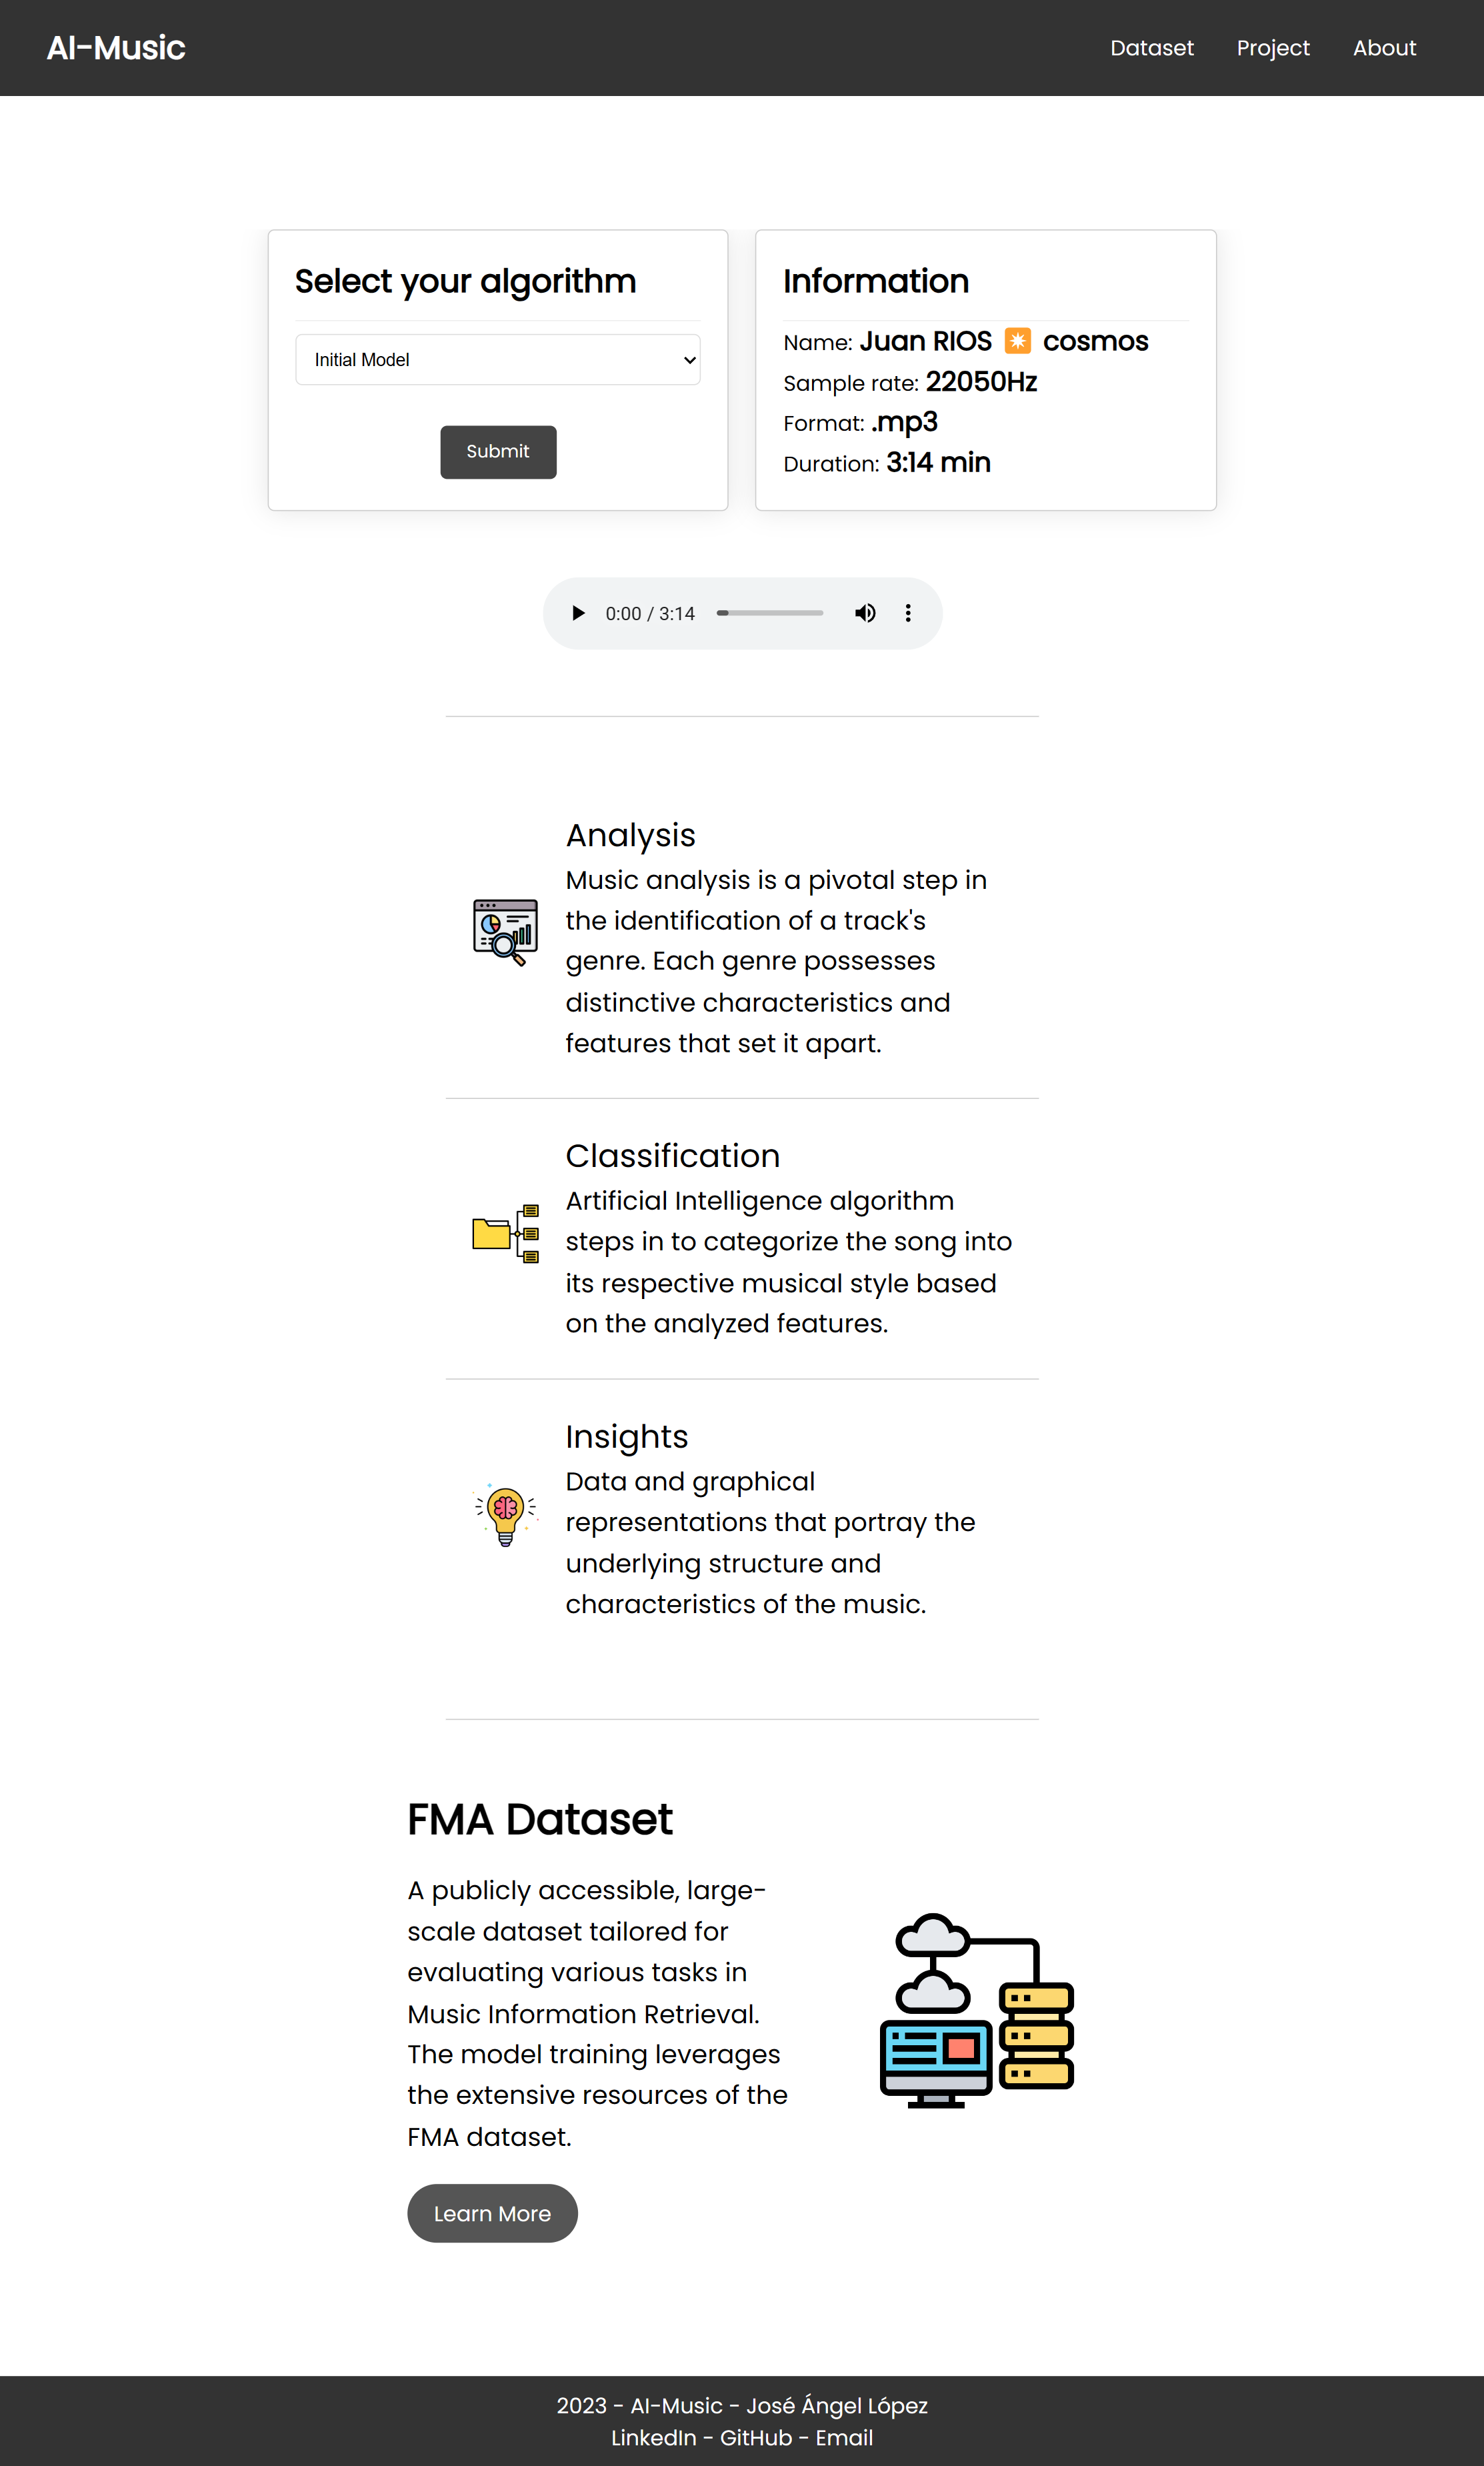 AI-Music
Dataset Project About
Select your algorithm
Initial Model
Submit
Information
Name: Juan RIOS ✴️ cosmos
Sample rate: 22050Hz
Format: .mp3
Duration: 3:14 min
0:00 / 3:14
Analysis
Music analysis is a pivotal step in
the identification of a track's
genre. Each genre possesses
distinctive characteristics and
features that set it apart.
Classification
Artificial Intelligence algorithm
steps in to categorize the song into
its respective musical style based
on the analyzed features.
Insights
Data and graphical
representations that portray the
underlying structure and
characteristics of the music.
FMA Dataset
A publicly accessible, large-
scale dataset tailored for
evaluating various tasks in
Music Information Retrieval.
The model training leverages
the extensive resources of the
FMA dataset.
Learn More
2023 - AI-Music - José Ángel López
LinkedIn - GitHub - Email